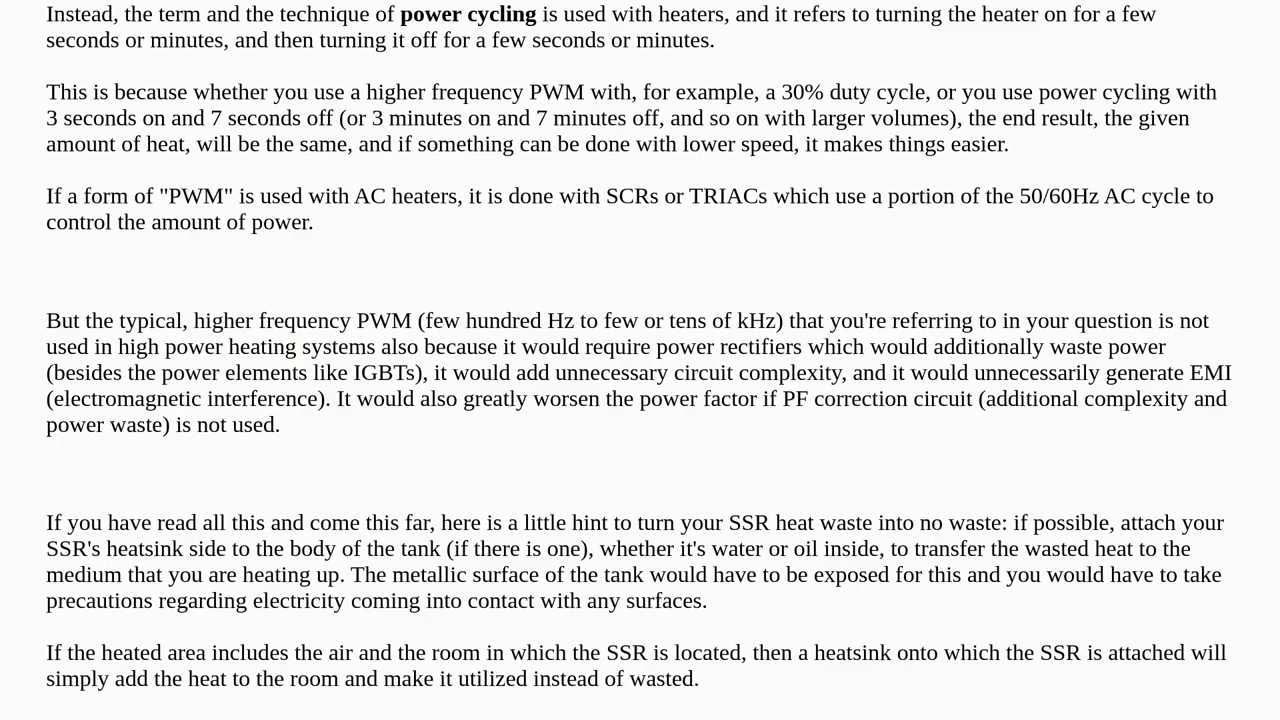 Instead, the term and the technique of power cycling is used with heaters, and it refers to turning the heater on for a few
seconds or minutes, and then turning it off for a few seconds or minutes.
This is because whether you use a higher frequency PWM with, for example, a 30% duty cycle, or you use power cycling with
3 seconds on and 7 seconds off (or 3 minutes on and 7 minutes off, and so on with larger volumes), the end result, the given
amount of heat, will be the same, and if something can be done with lower speed, it makes things easier.
If a form of "PWM" is used with AC heaters, it is done with SCRs or TRIACs which use a portion of the 50/60Hz AC cycle to
control the amount of power.
But the typical, higher frequency PWM (few hundred Hz to few or tens of kHz) that you're referring to in your question is not
used in high power heating systems also because it would require power rectifiers which would additionally waste power
(besides the power elements like IGBTs), it would add unnecessary circuit complexity, and it would unnecessarily generate EMI
(electromagnetic interference). It would also greatly worsen the power factor if PF correction circuit (additional complexity and
power waste) is not used.
If you have read all this and come this far, here is a little hint to turn your SSR heat waste into no waste: if possible, attach your
SSR's heatsink side to the body of the tank (if there is one), whether it's water or oil inside, to transfer the wasted heat to the
medium that you are heating up. The metallic surface of the tank would have to be exposed for this and you would have to take
precautions regarding electricity coming into contact with any surfaces.
If the heated area includes the air and the room in which the SSR is located, then a heatsink onto which the SSR is attached will
simply add the heat to the room and make it utilized instead of wasted.